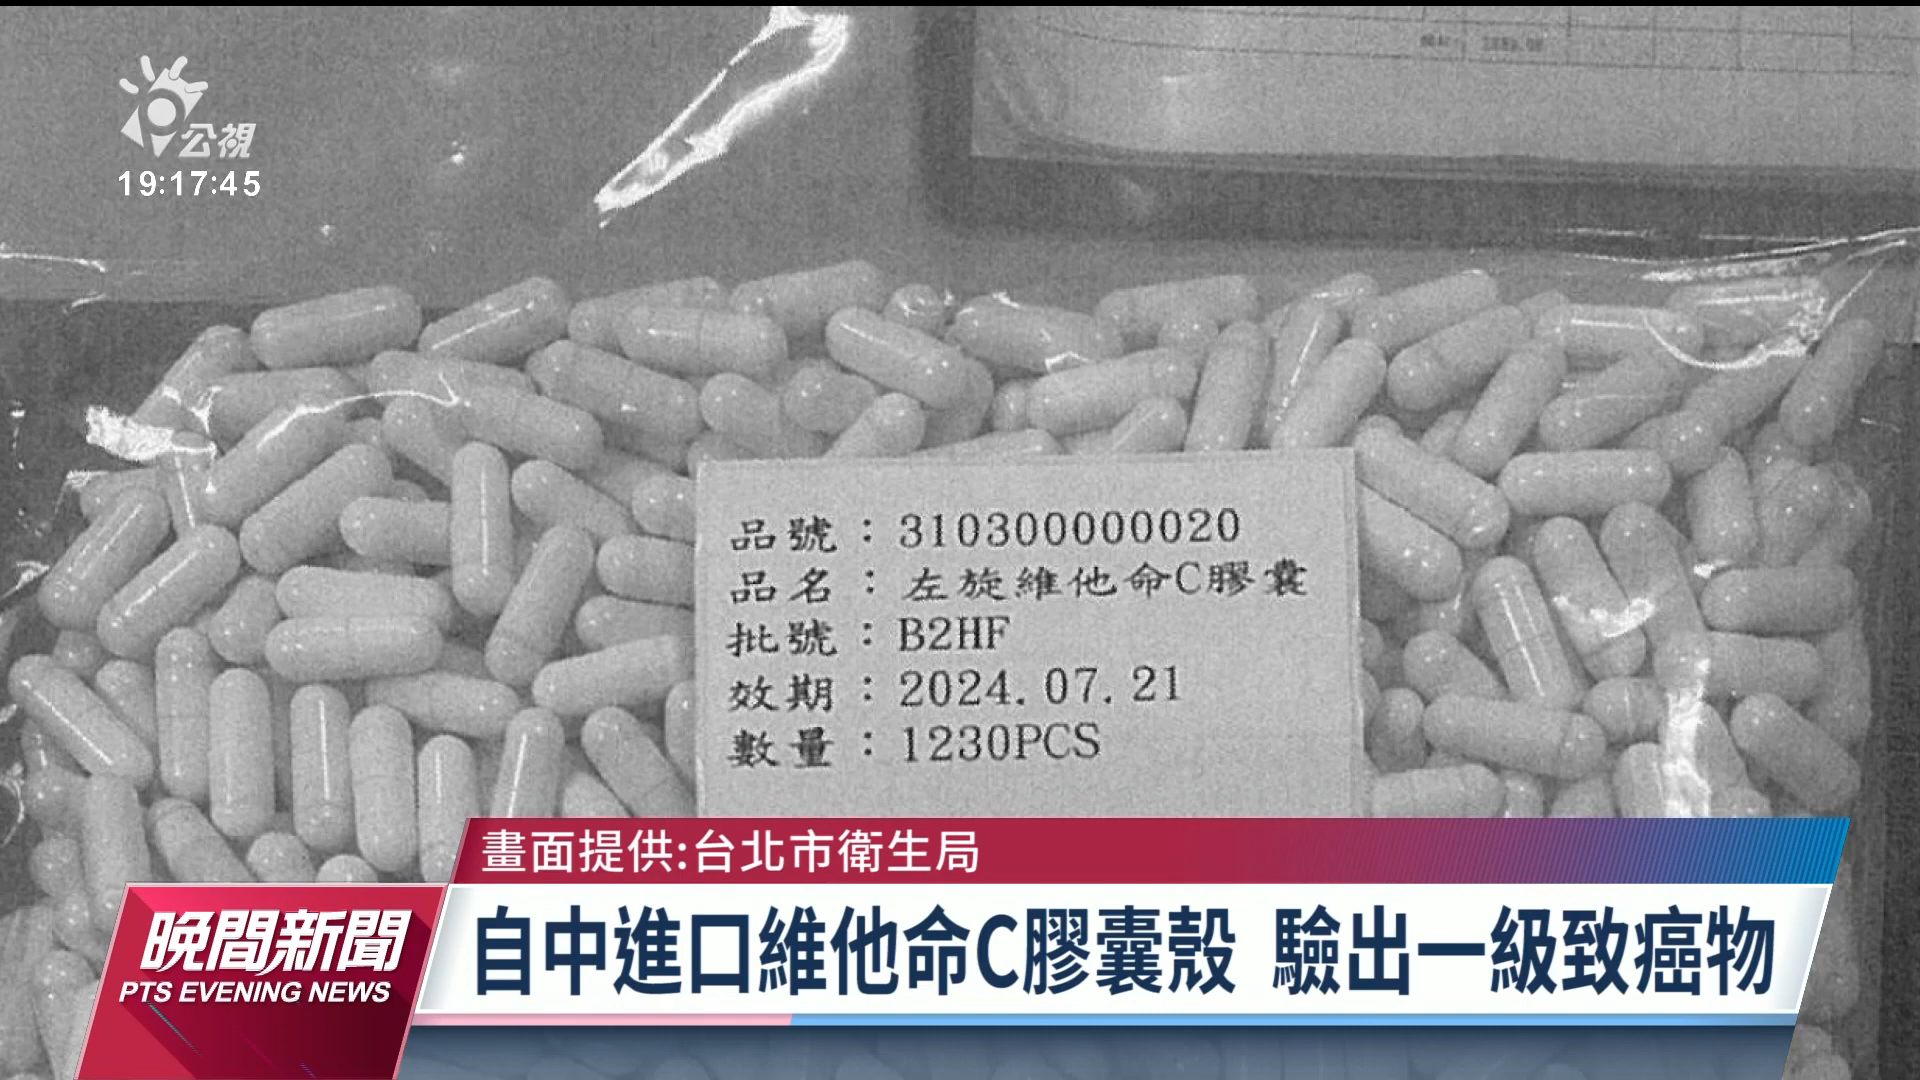 公視
19:17:45
品號：310300000020
品名：左旋維他命C膠囊
批號：B2HF
效期：2024.07.21
數量：1230PCS
畫面提供:台北市衛生局
晚間新聞
PTS EVENING NEWS
自中進口維他命C膠囊殼 驗出一級致癌物